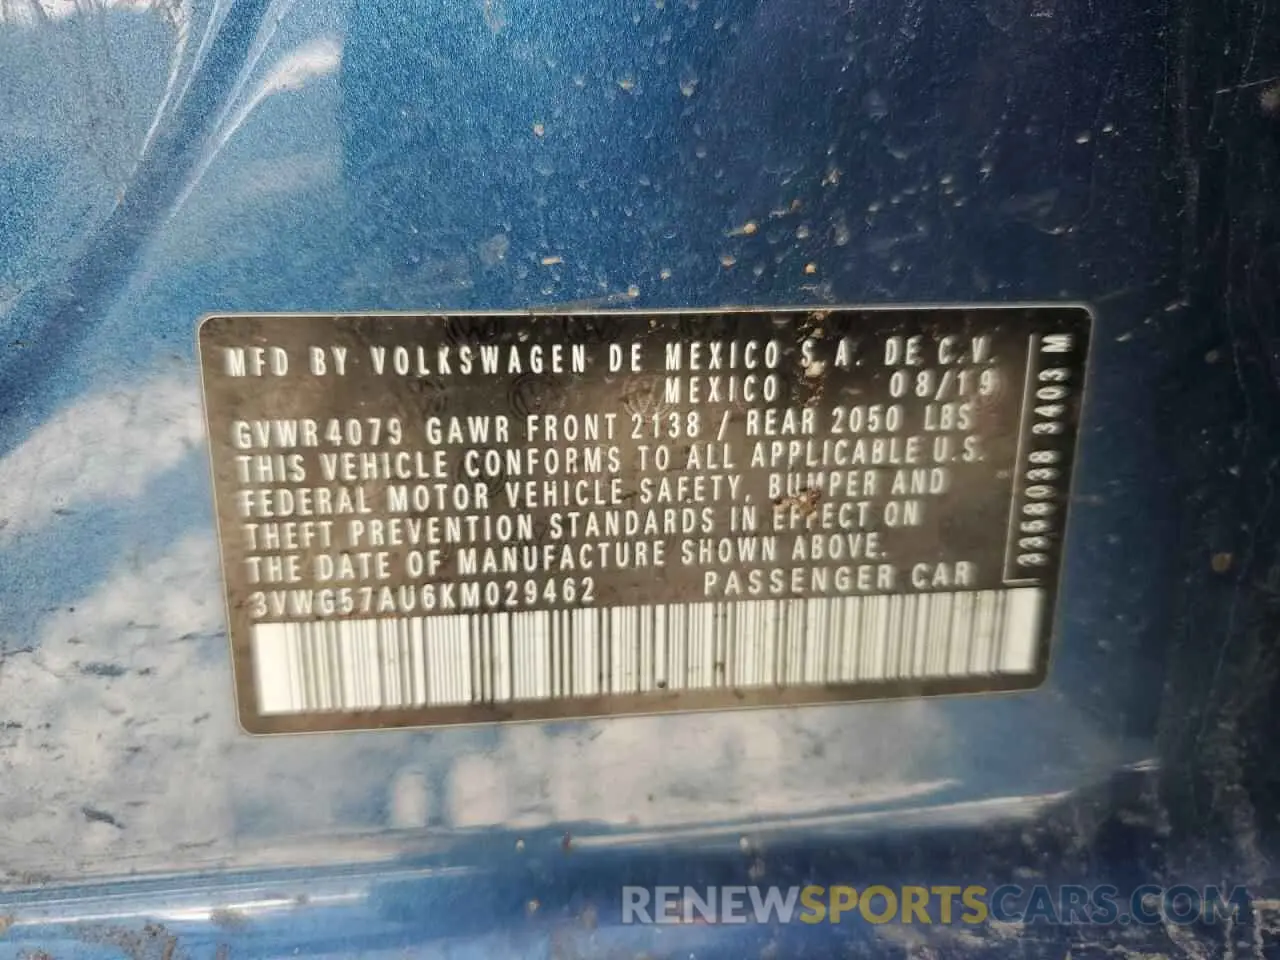 MFD BY VOLKSWAGEN DE MEXICO S.A. DE C.V.
MEXICO 08/19
GVWR 4079 GAWR FRONT 2138 / REAR 2050 LBS
THIS VEHICLE CONFORMS TO ALL APPLICABLE U.S.
FEDERAL MOTOR VEHICLE SAFETY, BUMPER AND
THEFT PREVENTION STANDARDS IN EFFECT ON
THE DATE OF MANUFACTURE SHOWN ABOVE.
3VWG57AU6KM029462 PASSENGER CAR
3358038 3403 M
RENEWSPORTSCARS.COM